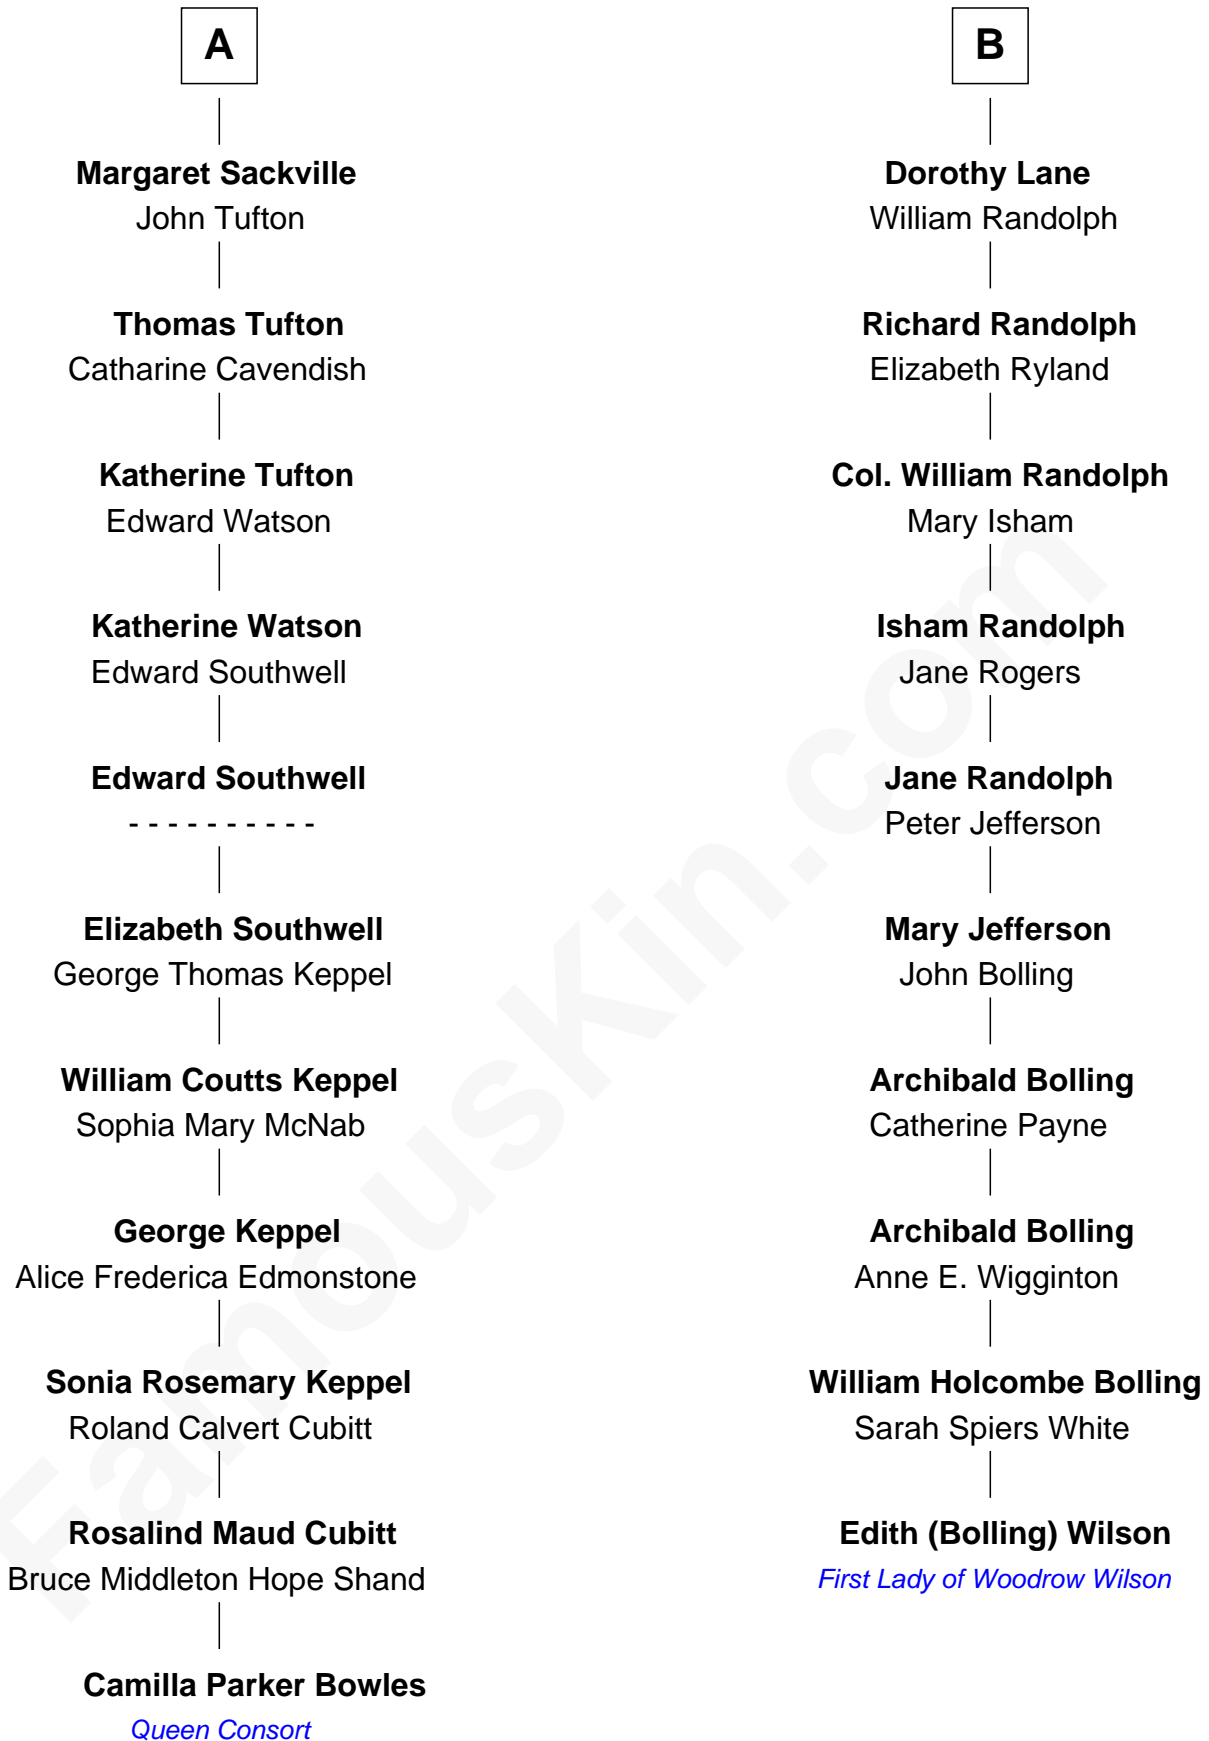 A
Margaret Sackville
John Tufton
Thomas Tufton
Catharine Cavendish
Katherine Tufton
Edward Watson
Katherine Watson
Edward Southwell
Edward Southwell
- - - - - - - - - -
Elizabeth Southwell
George Thomas Keppel
William Coutts Keppel
Sophia Mary McNab
George Keppel
Alice Frederica Edmonstone
Sonia Rosemary Keppel
Roland Calvert Cubitt
Rosalind Maud Cubitt
Bruce Middleton Hope Shand
Camilla Parker Bowles
Queen Consort
B
Dorothy Lane
William Randolph
Richard Randolph
Elizabeth Ryland
Col. William Randolph
Mary Isham
Isham Randolph
Jane Rogers
Jane Randolph
Peter Jefferson
Mary Jefferson
John Bolling
Archibald Bolling
Catherine Payne
Archibald Bolling
Anne E. Wigginton
William Holcombe Bolling
Sarah Spiers White
Edith (Bolling) Wilson
First Lady of Woodrow Wilson
FamousKin.com